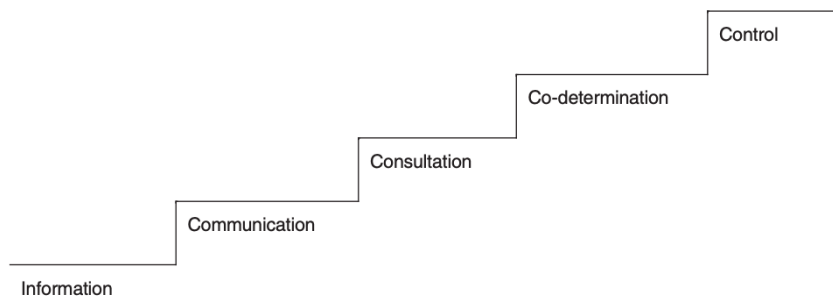 Control
Co-determination
Consultation
Communication
Information